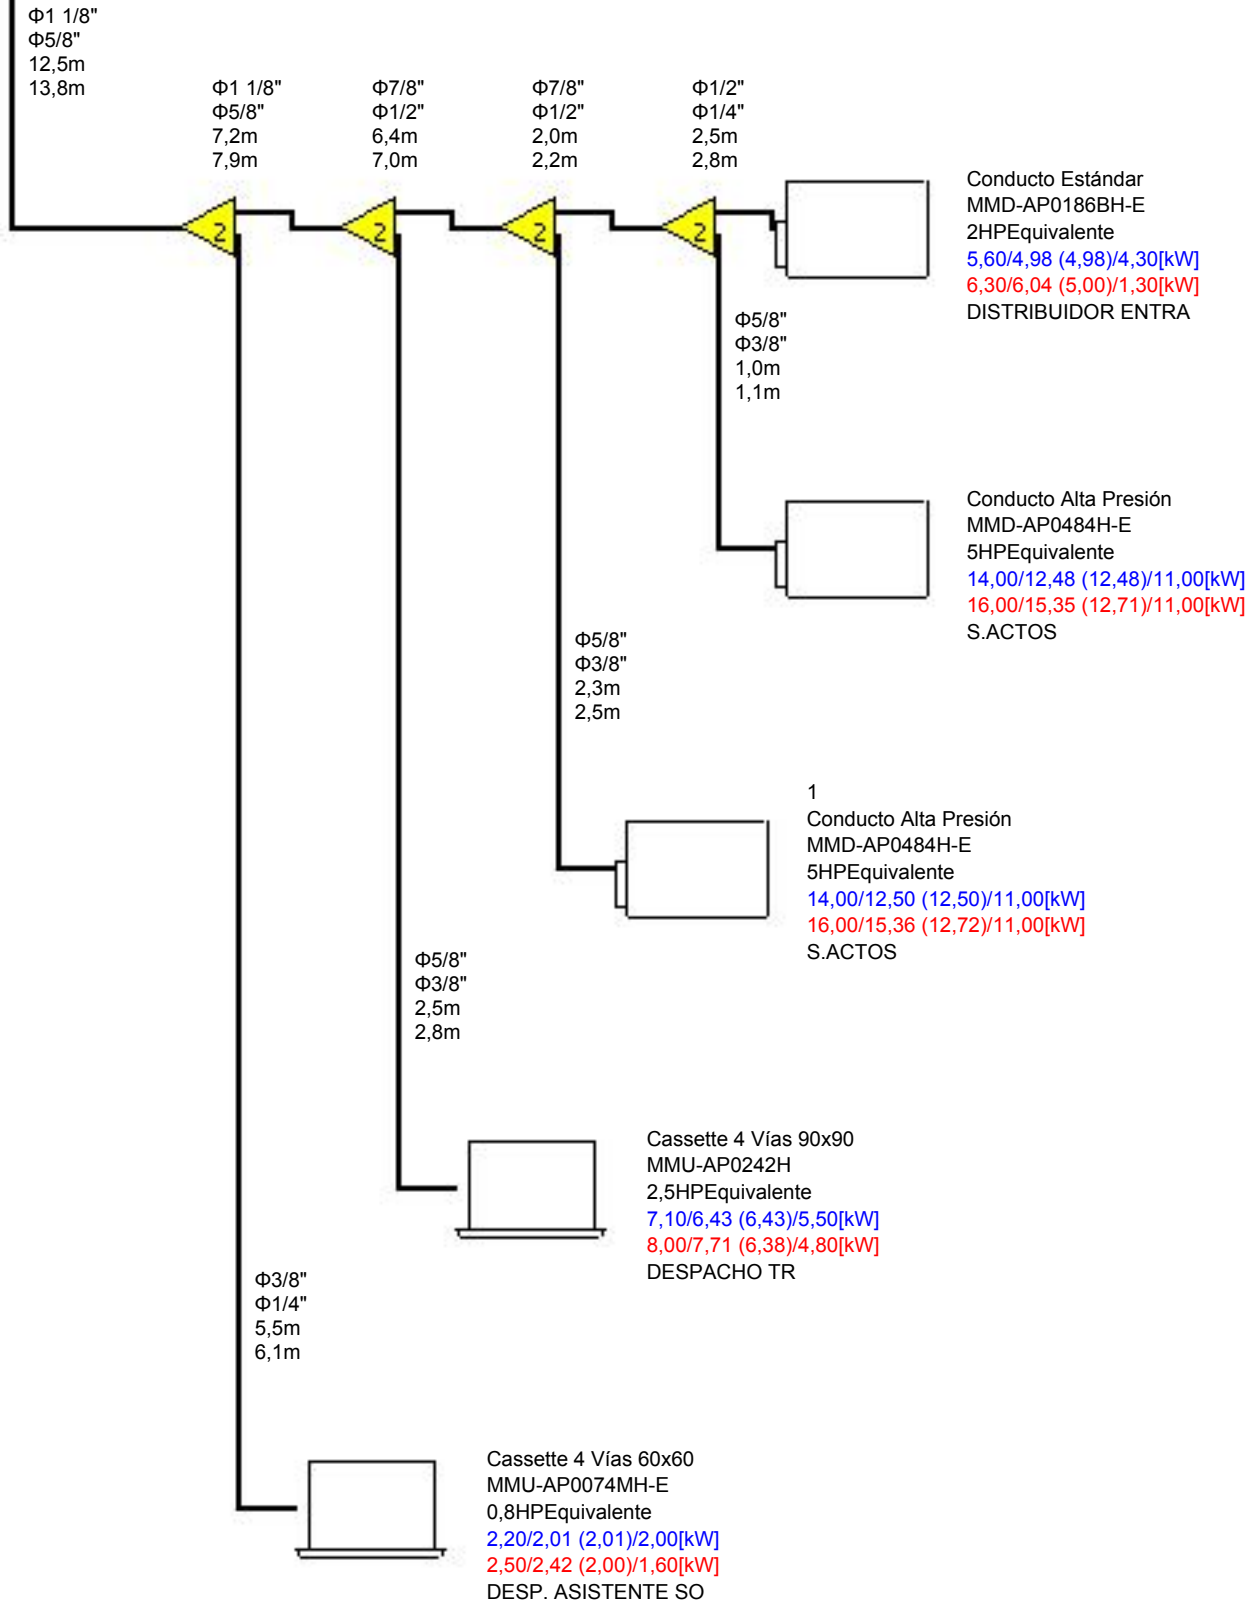 Φ1 1/8"
Φ5/8"
12,5m
13,8m
Φ1 1/8"
Φ5/8"
7,2m
7,9m
Φ7/8"
Φ1/2"
6,4m
7,0m
Φ7/8"
Φ1/2"
2,0m
2,2m
Φ1/2"
Φ1/4"
2,5m
2,8m
2
2
2
2
Conducto Estándar
MMD-AP0186BH-E
2HPEquivalente
5,60/4,98 (4,98)/4,30[kW]
6,30/6,04 (5,00)/1,30[kW]
DISTRIBUIDOR ENTRA
Φ5/8"
Φ3/8"
1,0m
1,1m
Conducto Alta Presión
MMD-AP0484H-E
5HPEquivalente
14,00/12,48 (12,48)/11,00[kW]
16,00/15,35 (12,71)/11,00[kW]
S.ACTOS
Φ5/8"
Φ3/8"
2,3m
2,5m
1
Conducto Alta Presión
MMD-AP0484H-E
5HPEquivalente
14,00/12,50 (12,50)/11,00[kW]
16,00/15,36 (12,72)/11,00[kW]
S.ACTOS
Φ5/8"
Φ3/8"
2,5m
2,8m
Cassette 4 Vías 90x90
MMU-AP0242H
2,5HPEquivalente
7,10/6,43 (6,43)/5,50[kW]
8,00/7,71 (6,38)/4,80[kW]
DESPACHO TR
Φ3/8"
Φ1/4"
5,5m
6,1m
Cassette 4 Vías 60x60
MMU-AP0074MH-E
0,8HPEquivalente
2,20/2,01 (2,01)/2,00[kW]
2,50/2,42 (2,00)/1,60[kW]
DESP. ASISTENTE SO